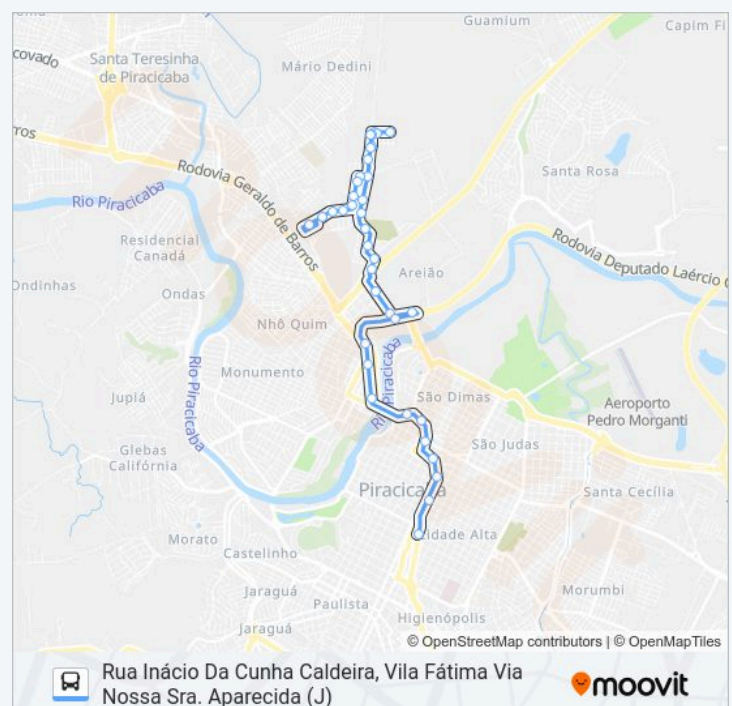 Guamium
Capim Fi
Santa Teresinha
de Piracicaba
Mário Dedini
covado
rros
Rodovia Geraldo de Barros
Santa Rosa
Rio Piracicaba
Residencial
Canadá
Rodovia Deputado Laércio C
Areião
Ondinhas
Ondas
Nhô Quim
Rio Piracicaba
Monumento
Rio Piracicaba
São Dimas
Aeroporto
Pedro Morganti
Jupiá
São Judas
Glebas
Califórnia
Piracicaba
Santa Cecília
Cidade Alta
Morato
Castelinho
Jaraguá
Paulista
Morumbi
Higienópolis
Jaraguá
© OpenStreetMap contributors | © OpenMapTiles
Rua Inácio Da Cunha Caldeira, Vila Fátima Via
Nossa Sra. Aparecida (J)
moovit